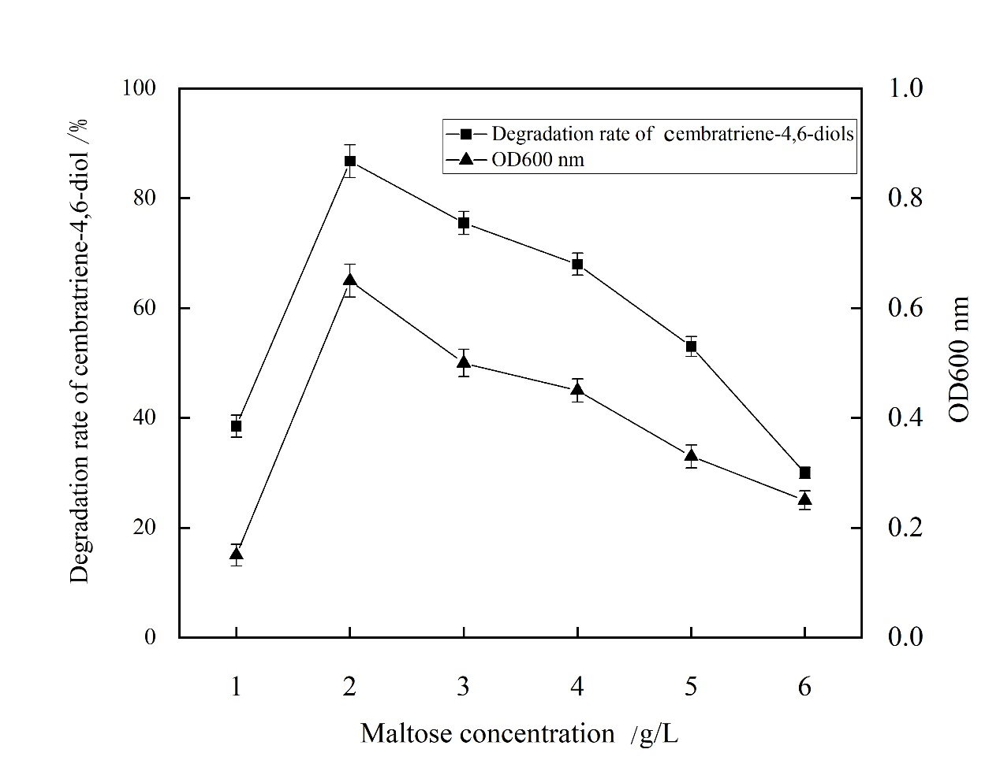 Degradation rate of cembratriene-4,6-diol /%
100
80
60
40
20
0
Degradation rate of cembratriene-4,6-diols
OD600 nm
1.0
0.8
0.6
0.4
0.2
0.0
OD600 nm
1 2 3 4 5 6
Maltose concentration /g/L